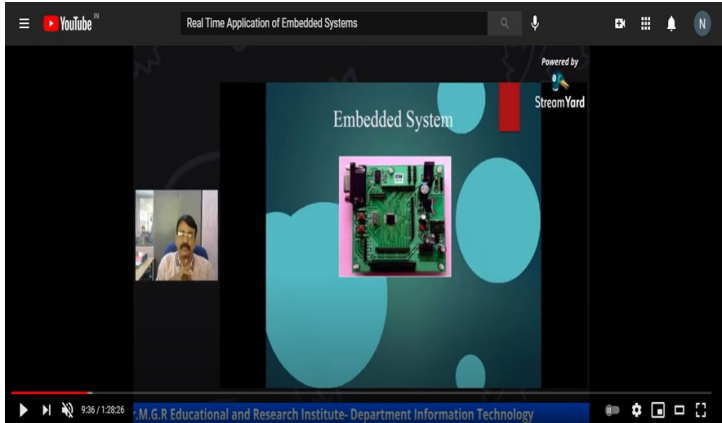 YouTube IN
Real Time Application of Embedded Systems
N
Powered by
StreamYard
Embedded System
9:36 / 1:28:26
r.M.G.R Educational and Research Institute- Department Information Technology